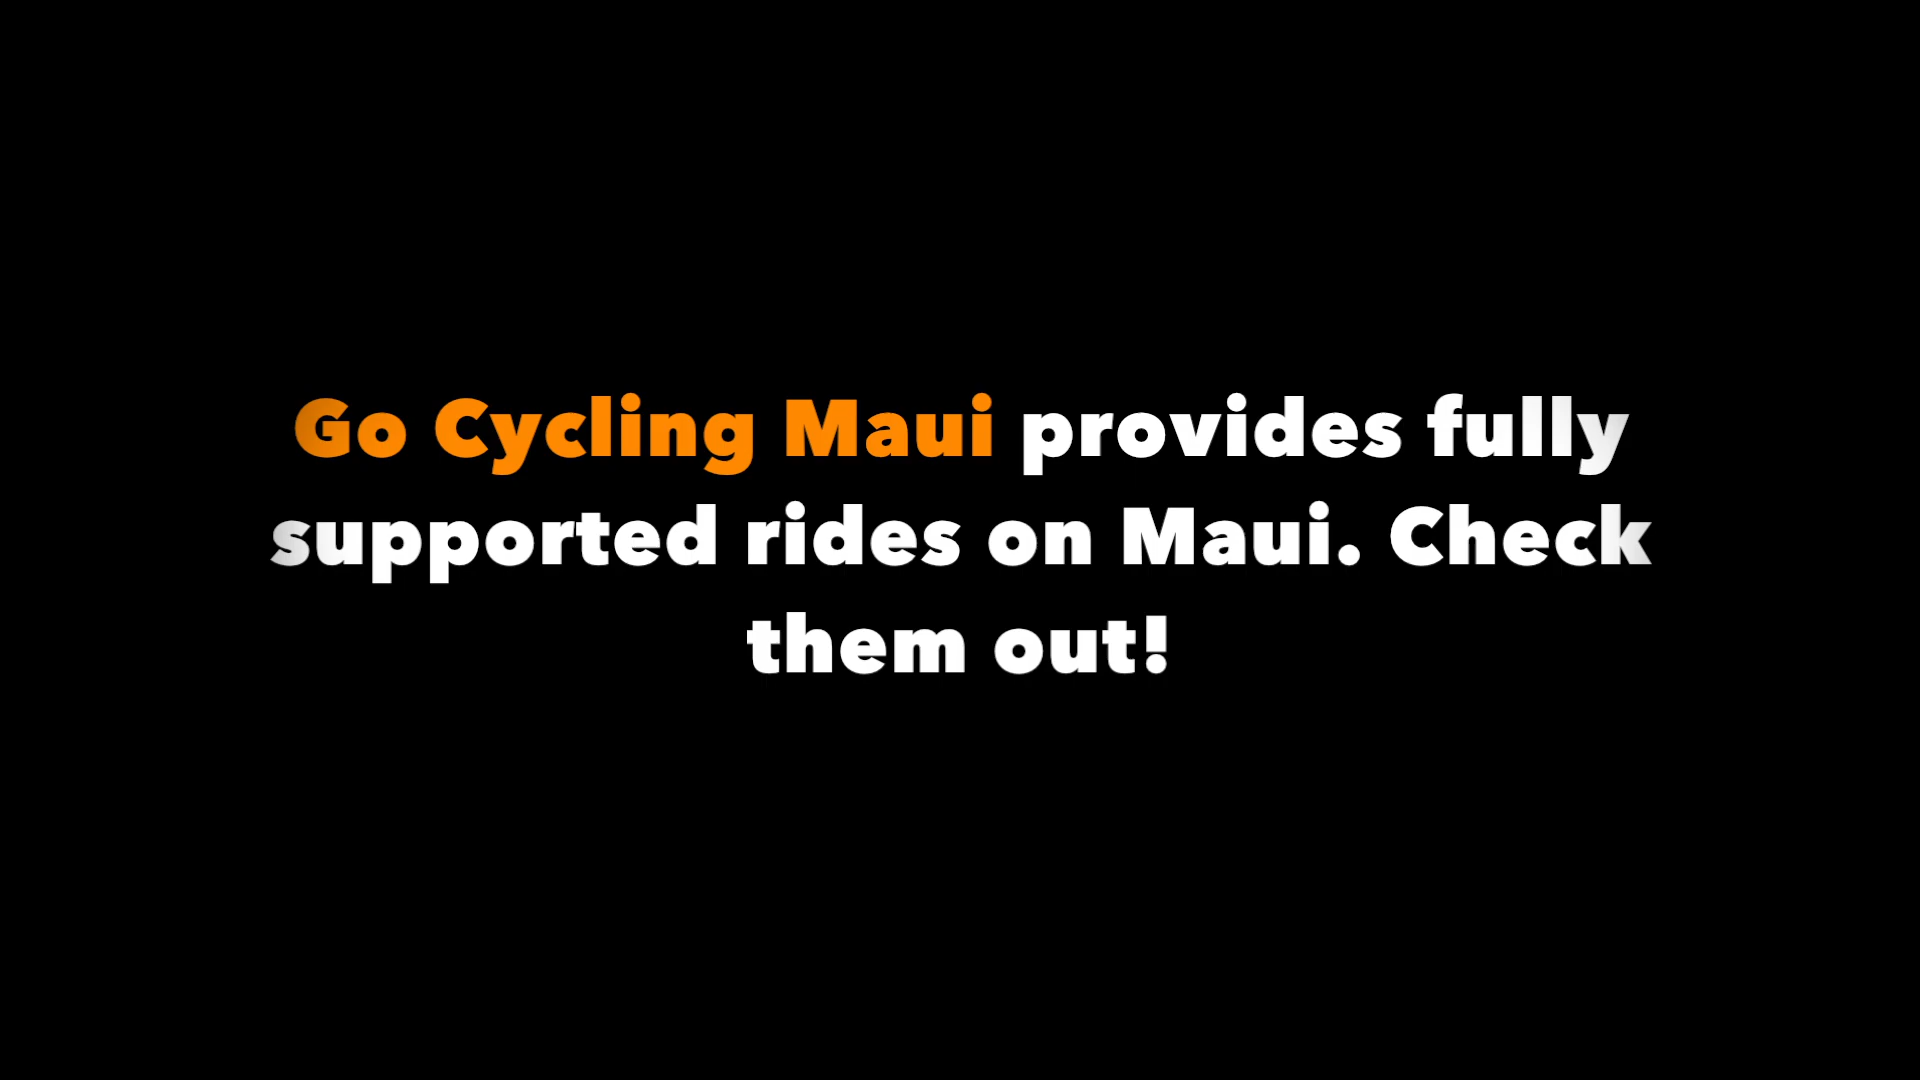 Go Cycling Maui provides fully
supported rides on Maui. Check
them out!